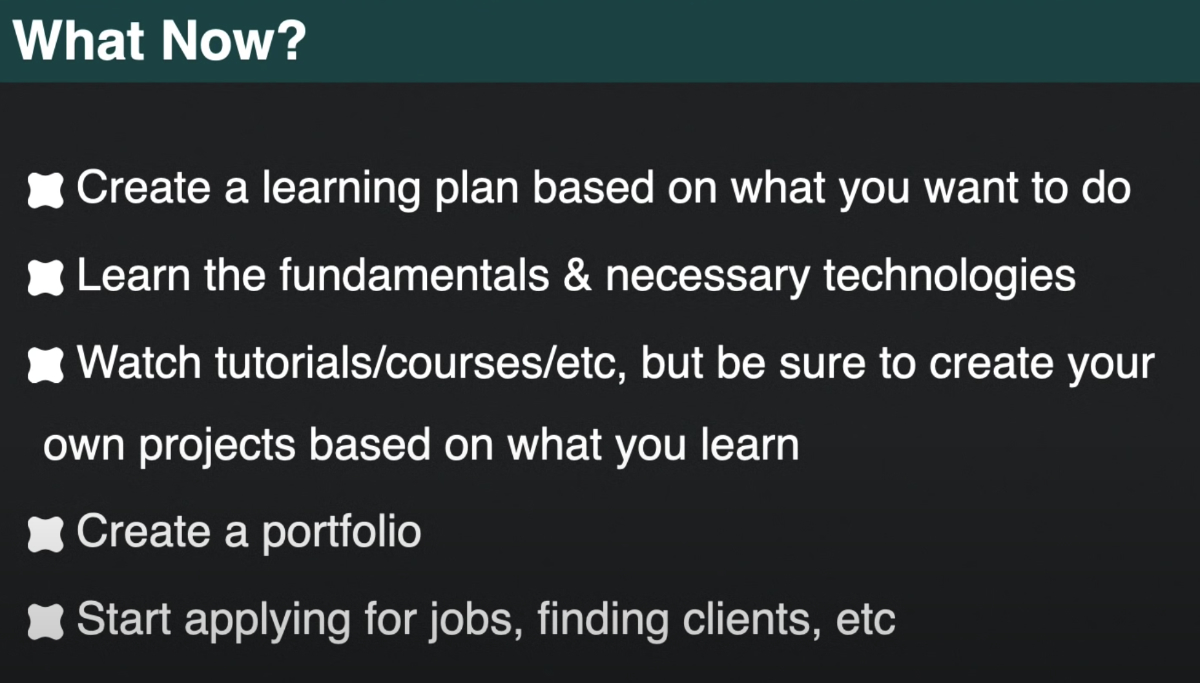 What Now?
Create a learning plan based on what you want to do
Learn the fundamentals & necessary technologies
Watch tutorials/courses/etc, but be sure to create your
own projects based on what you learn
Create a portfolio
Start applying for jobs, finding clients, etc